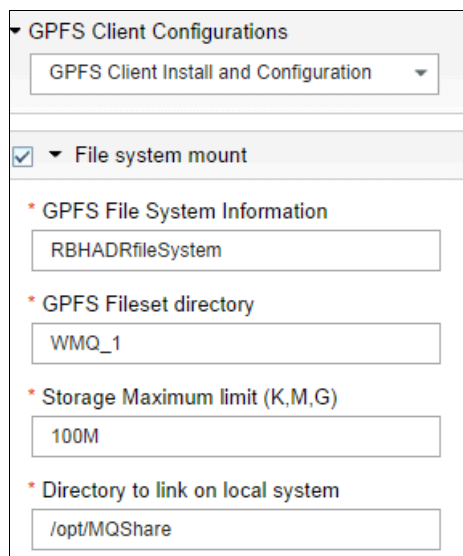 GPFS Client Configurations
GPFS Client Install and Configuration
File system mount
* GPFS File System Information
RBHADRfileSystem
* GPFS Fileset directory
WMQ_1
* Storage Maximum limit (K,M,G)
100M
* Directory to link on local system
/opt/MQShare